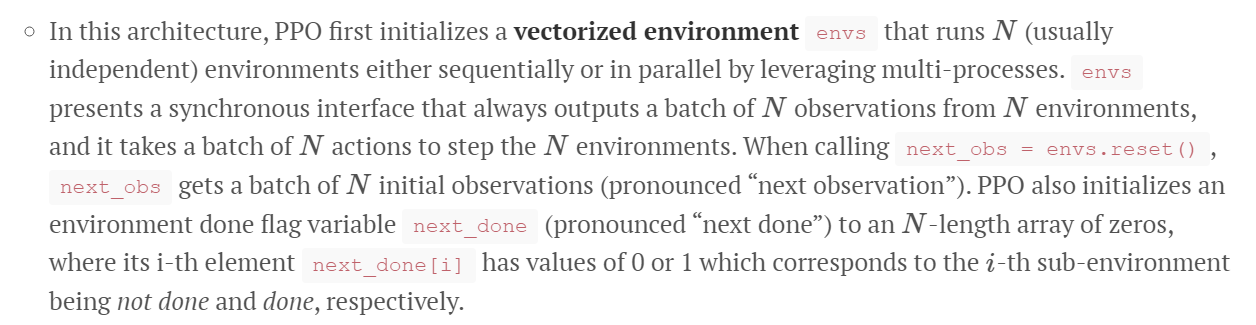 In this architecture, PPO first initializes a vectorized environment envs that runs N (usually
independent) environments either sequentially or in parallel by leveraging multi-processes. envs
presents a synchronous interface that always outputs a batch of N observations from N environments,
and it takes a batch of N actions to step the N environments. When calling next_obs = envs.reset() ,
next_obs gets a batch of N initial observations (pronounced “next observation”). PPO also initializes an
environment done flag variable next_done (pronounced “next done”) to an N-length array of zeros,
where its i-th element next_done[i] has values of 0 or 1 which corresponds to the i-th sub-environment
being not done and done, respectively.